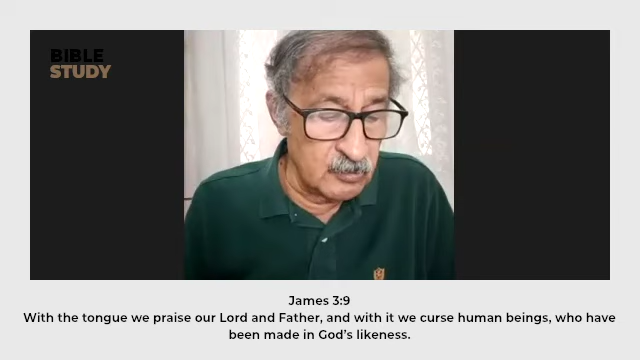 BIBLE
STUDY
James 3:9
With the tongue we praise our Lord and Father, and with it we curse human beings, who have
been made in God’s likeness.